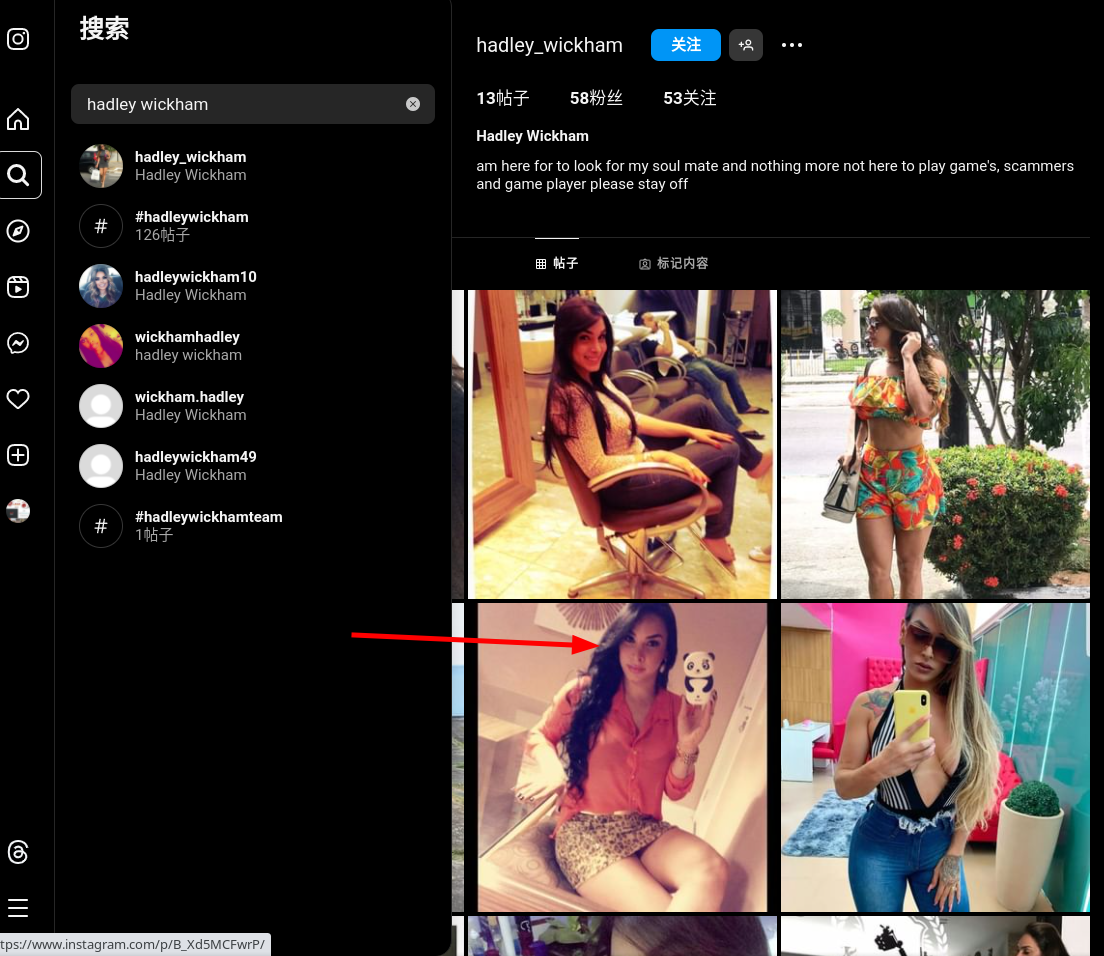 搜索
hadley wickham
hadley_wickham
Hadley Wickham
#
#hadleywickham
126帖子
hadleywickham10
Hadley Wickham
wickhamhadley
hadley wickham
wickham.hadley
Hadley Wickham
hadleywickham49
Hadley Wickham
#
#hadleywickhamteam
1帖子
hadley_wickham
关注
13帖子 58粉丝 53关注
Hadley Wickham
am here for to look for my soul mate and nothing more not here to play game's, scammers
and game player please stay off
帖子 标记内容
tps://www.instagram.com/p/B_Xd5MCFwrP/